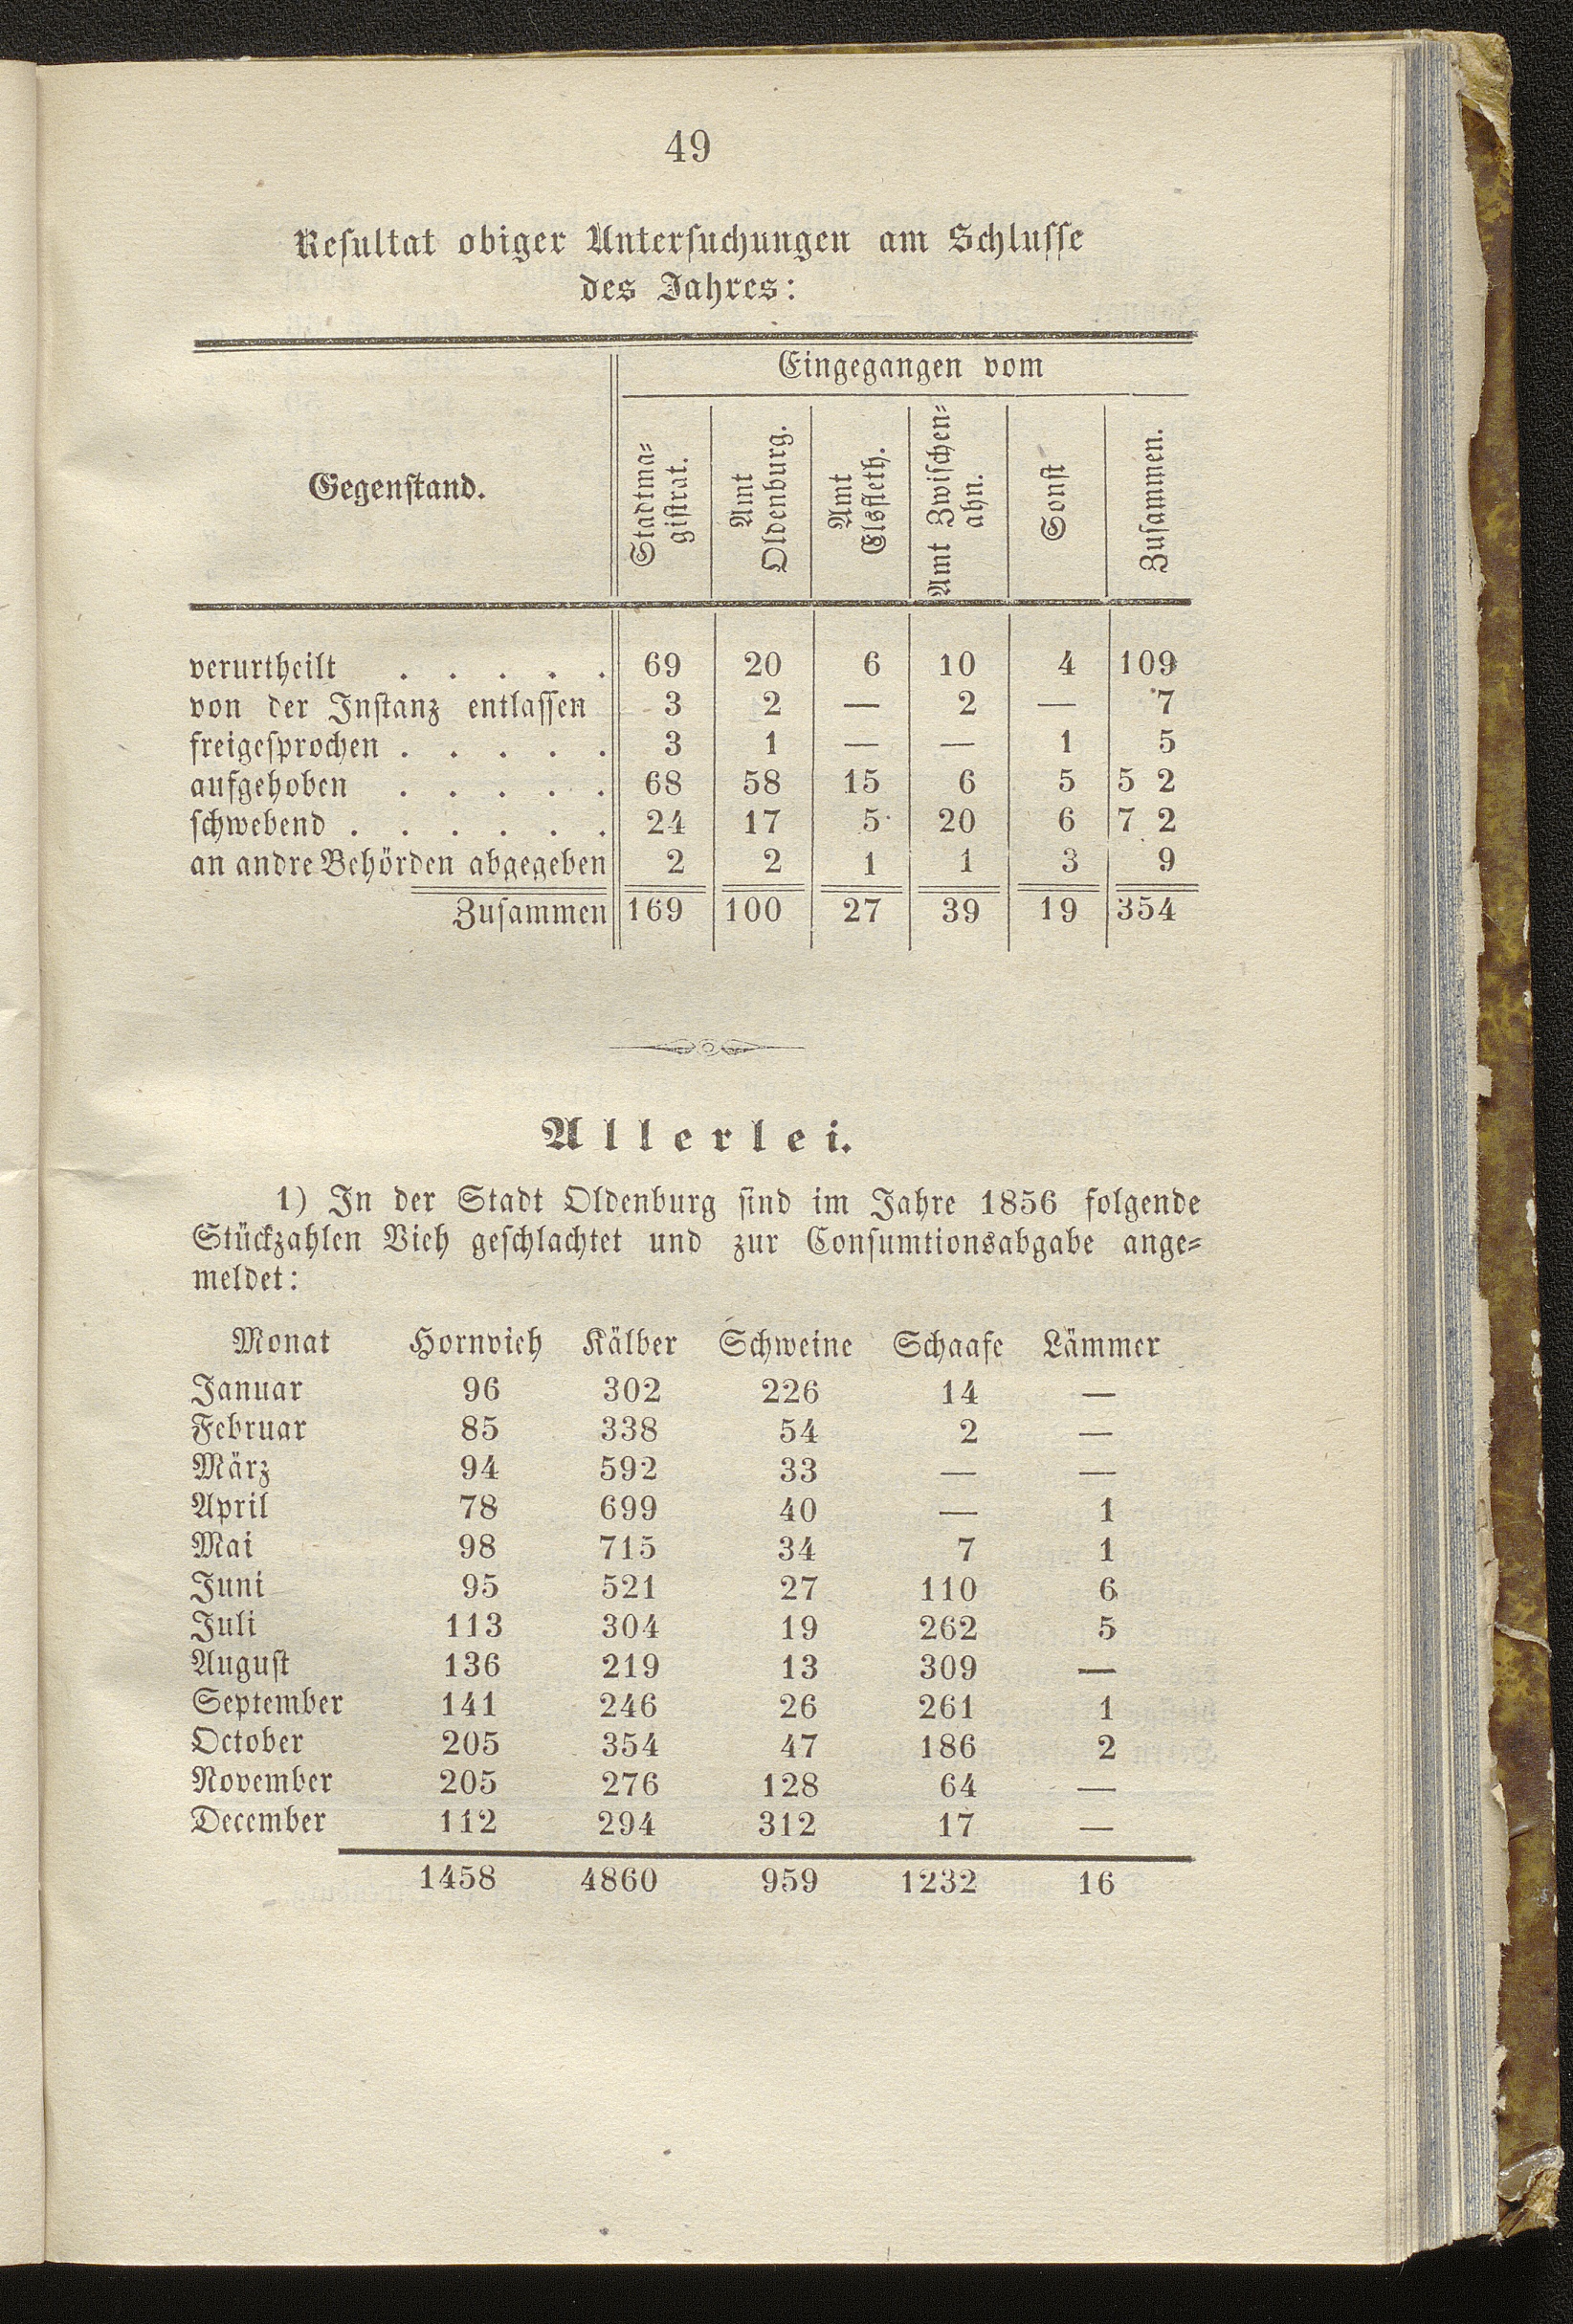 49
Resultat obiger Untersuchungen am Schlusse
des Jahres:
Eingegangen vom
Gegenstand. Stadtma- gistrat. Amt Oldenburg. Amt Elsfleth. Amt Zwischen- ahn. Sonst Zusammen.
verurtheilt . . . . . 69 20 6 10 4 109
von der Instanz entlassen 3 2 — 2 — 7
freigesprochen . . . . . 3 1 — — 1 5
aufgehoben . . . . . 68 58 15 6 5 5 2
schwebend . . . . . . 24 17 5 20 6 7 2
an andre Behörden abgegeben 2 2 1 1 3 9
Zusammen 169 100 27 39 19 354
Allerlei.
1) In der Stadt Oldenburg sind im Jahre 1856 folgende
Stückzahlen Vieh geschlachtet und zur Consumtionsabgabe ange-
meldet:
Monat Hornvieh Kälber Schweine Schaafe Lämmer
Januar 96 302 226 14 —
Februar 85 338 54 2 —
März 94 592 33 — —
April 78 699 40 — 1
Mai 98 715 34 7 1
Juni 95 521 27 110 6
Juli 113 304 19 262 5
August 136 219 13 309 —
September 141 246 26 261 1
October 205 354 47 186 2
November 205 276 128 64 —
December 112 294 312 17 —
1458 4860 959 1232 16